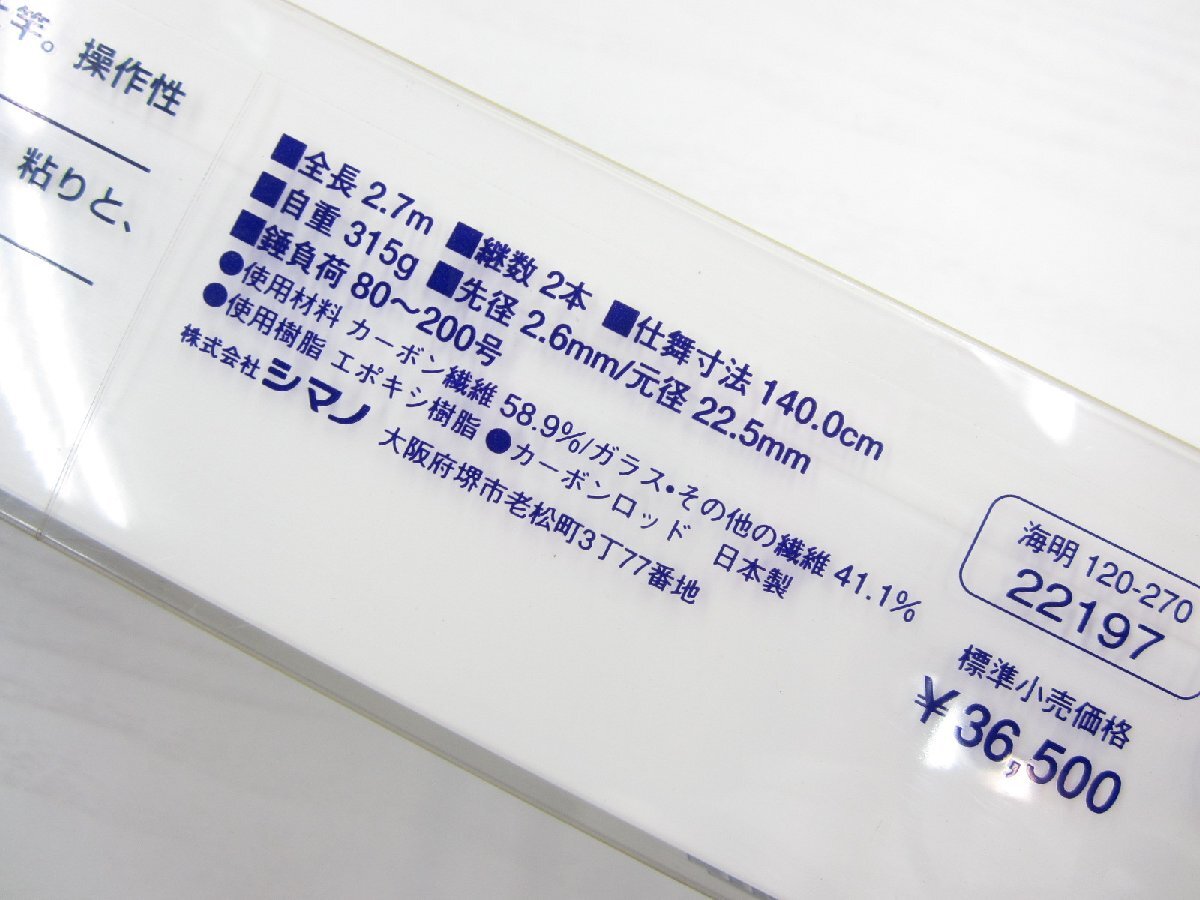 竿。操作性
粘りと、
■全長 2.7m ■継数 2本 ■仕舞寸法 140.0cm
■自重 315g ■先径 2.6mm/元径 22.5mm
■錘負荷 80〜200号
●使用材料 カーボン繊維 58.9%/ガラス・その他の繊維 41.1%
●使用樹脂 エポキシ樹脂 ●カーボンロッド 日本製
株式会社 シマノ 大阪府堺市老松町3丁77番地
海明 120-270
22197
標準小売価格
¥36,500